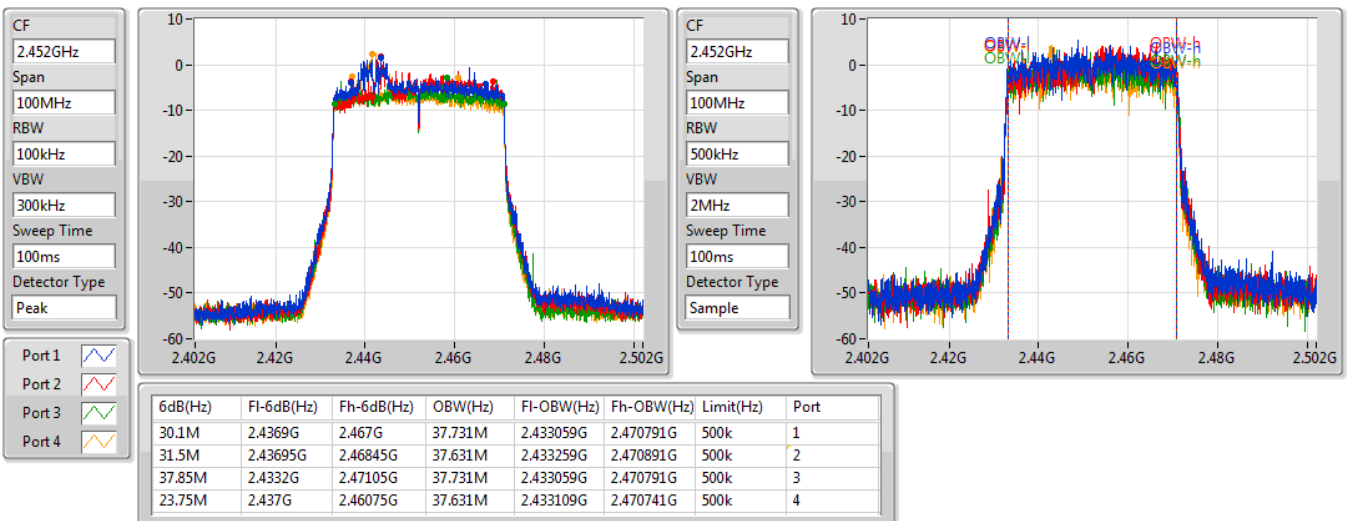 CF
2.452GHz
Span
100MHz
RBW
100kHz
VBW
300kHz
Sweep Time
100ms
Detector Type
Peak
10
0
-10
-20
-30
-40
-50
-60
2.402G 2.42G 2.44G 2.46G 2.48G 2.502G
CF
2.452GHz
Span
100MHz
RBW
500kHz
VBW
2MHz
Sweep Time
100ms
Detector Type
Sample
10
0
-10
-20
-30
-40
-50
-60
OBW-l OBW-h
2.402G 2.42G 2.44G 2.46G 2.48G 2.502G
Port 1
Port 2
Port 3
Port 4
6dB(Hz) Fl-6dB(Hz) Fh-6dB(Hz) OBW(Hz) Fl-OBW(Hz) Fh-OBW(Hz) Limit(Hz) Port
30.1M 2.4369G 2.467G 37.731M 2.433059G 2.470791G 500k 1
31.5M 2.43695G 2.46845G 37.631M 2.433259G 2.470891G 500k 2
37.85M 2.4332G 2.47105G 37.731M 2.433059G 2.470791G 500k 3
23.75M 2.437G 2.46075G 37.631M 2.433109G 2.470741G 500k 4